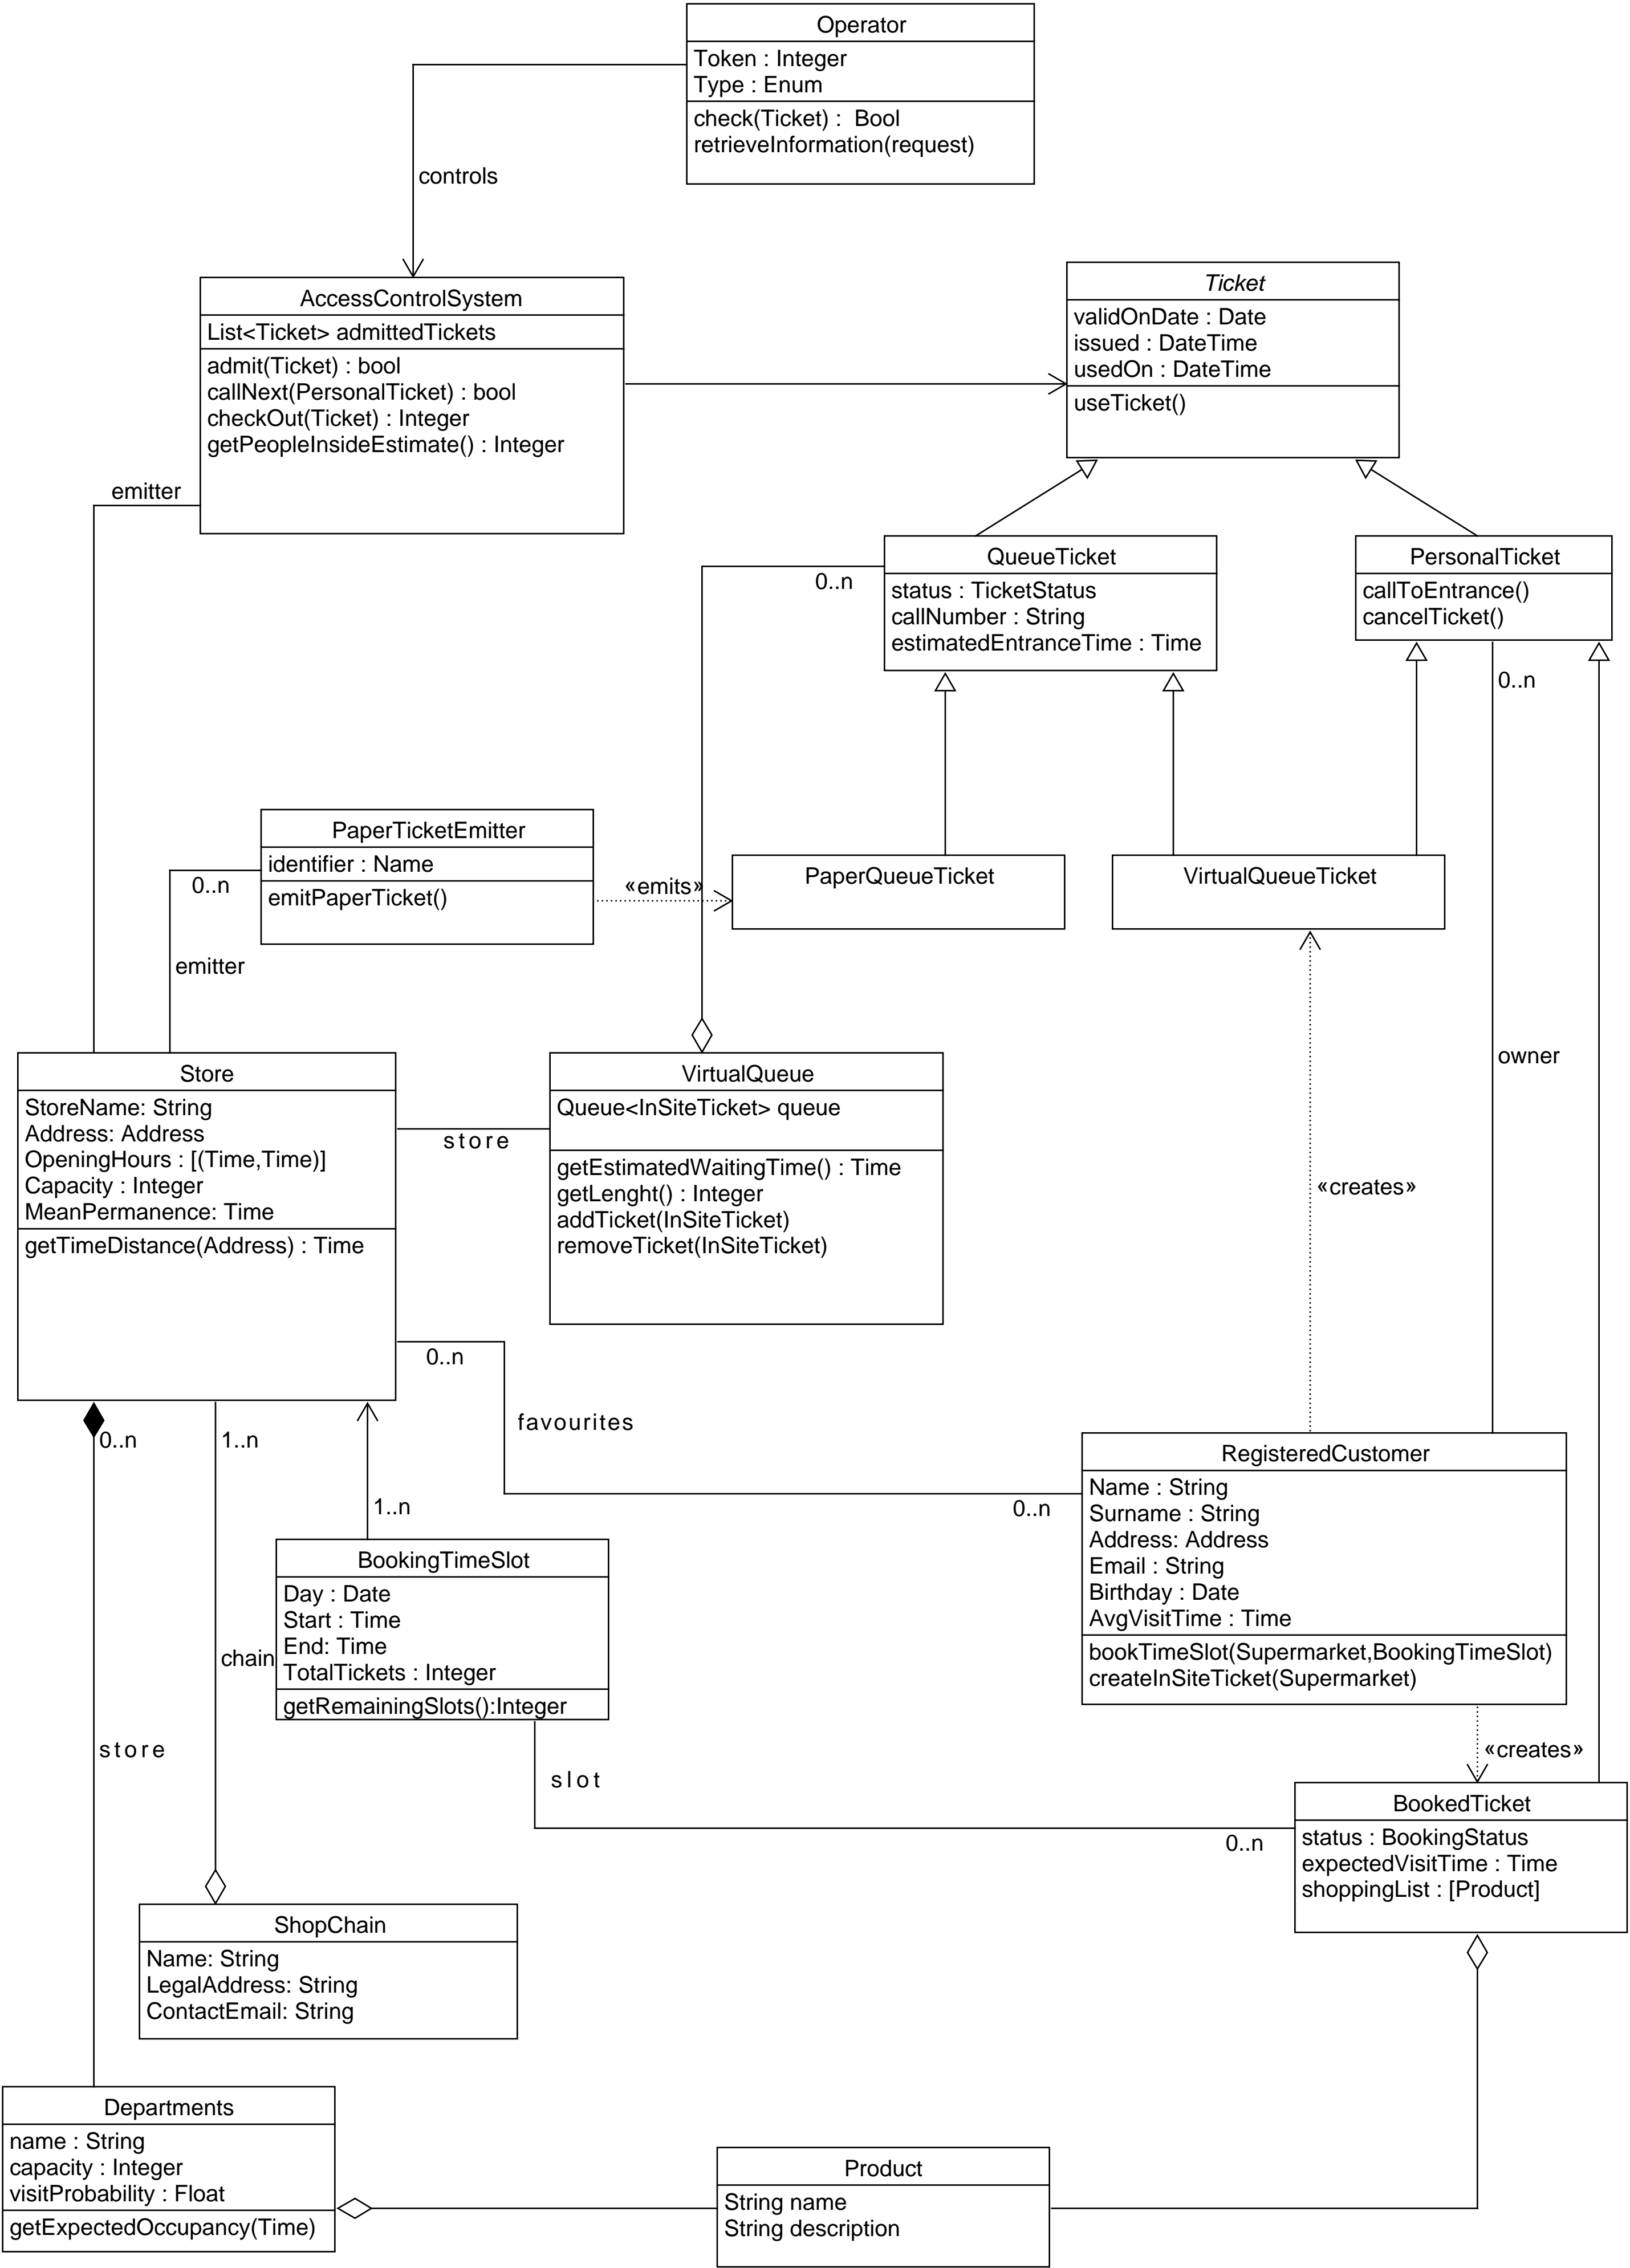 Operator
Token : Integer
Type : Enum
check(Ticket) :  Bool
retrieveInformation(request)
controls
AccessControlSystem
List<Ticket> admittedTickets
admit(Ticket) : bool
callNext(PersonalTicket) : bool
checkOut(Ticket) : Integer
getPeopleInsideEstimate() : Integer
Ticket
validOnDate : Date
issued : DateTime
usedOn : DateTime
useTicket()
emitter
QueueTicket
status : TicketStatus
callNumber : String
estimatedEntranceTime : Time
0..n
PersonalTicket
callToEntrance()
cancelTicket()
0..n
PaperTicketEmitter
identifier : Name
emitPaperTicket()
0..n
emitter
«emits»
PaperQueueTicket
VirtualQueueTicket
Store
StoreName: String
Address: Address
OpeningHours : [(Time,Time)]
Capacity : Integer
MeanPermanence: Time
getTimeDistance(Address) : Time
store
VirtualQueue
Queue<InSiteTicket> queue
getEstimatedWaitingTime() : Time
getLenght() : Integer
addTicket(InSiteTicket)
removeTicket(InSiteTicket)
owner
«creates»
0..n
favourites
0..n
0..n
1..n
1..n
RegisteredCustomer
Name : String
Surname : String
Address: Address
Email : String
Birthday : Date
AvgVisitTime : Time
bookTimeSlot(Supermarket,BookingTimeSlot)
createInSiteTicket(Supermarket)
BookingTimeSlot
Day : Date
Start : Time
End: Time
TotalTickets : Integer
getRemainingSlots():Integer
chain
store
slot
«creates»
0..n
BookedTicket
status : BookingStatus
expectedVisitTime : Time
shoppingList : [Product]
ShopChain
Name: String
LegalAddress: String
ContactEmail: String
Departments
name : String
capacity : Integer
visitProbability : Float
getExpectedOccupancy(Time)
Product
String name
String description